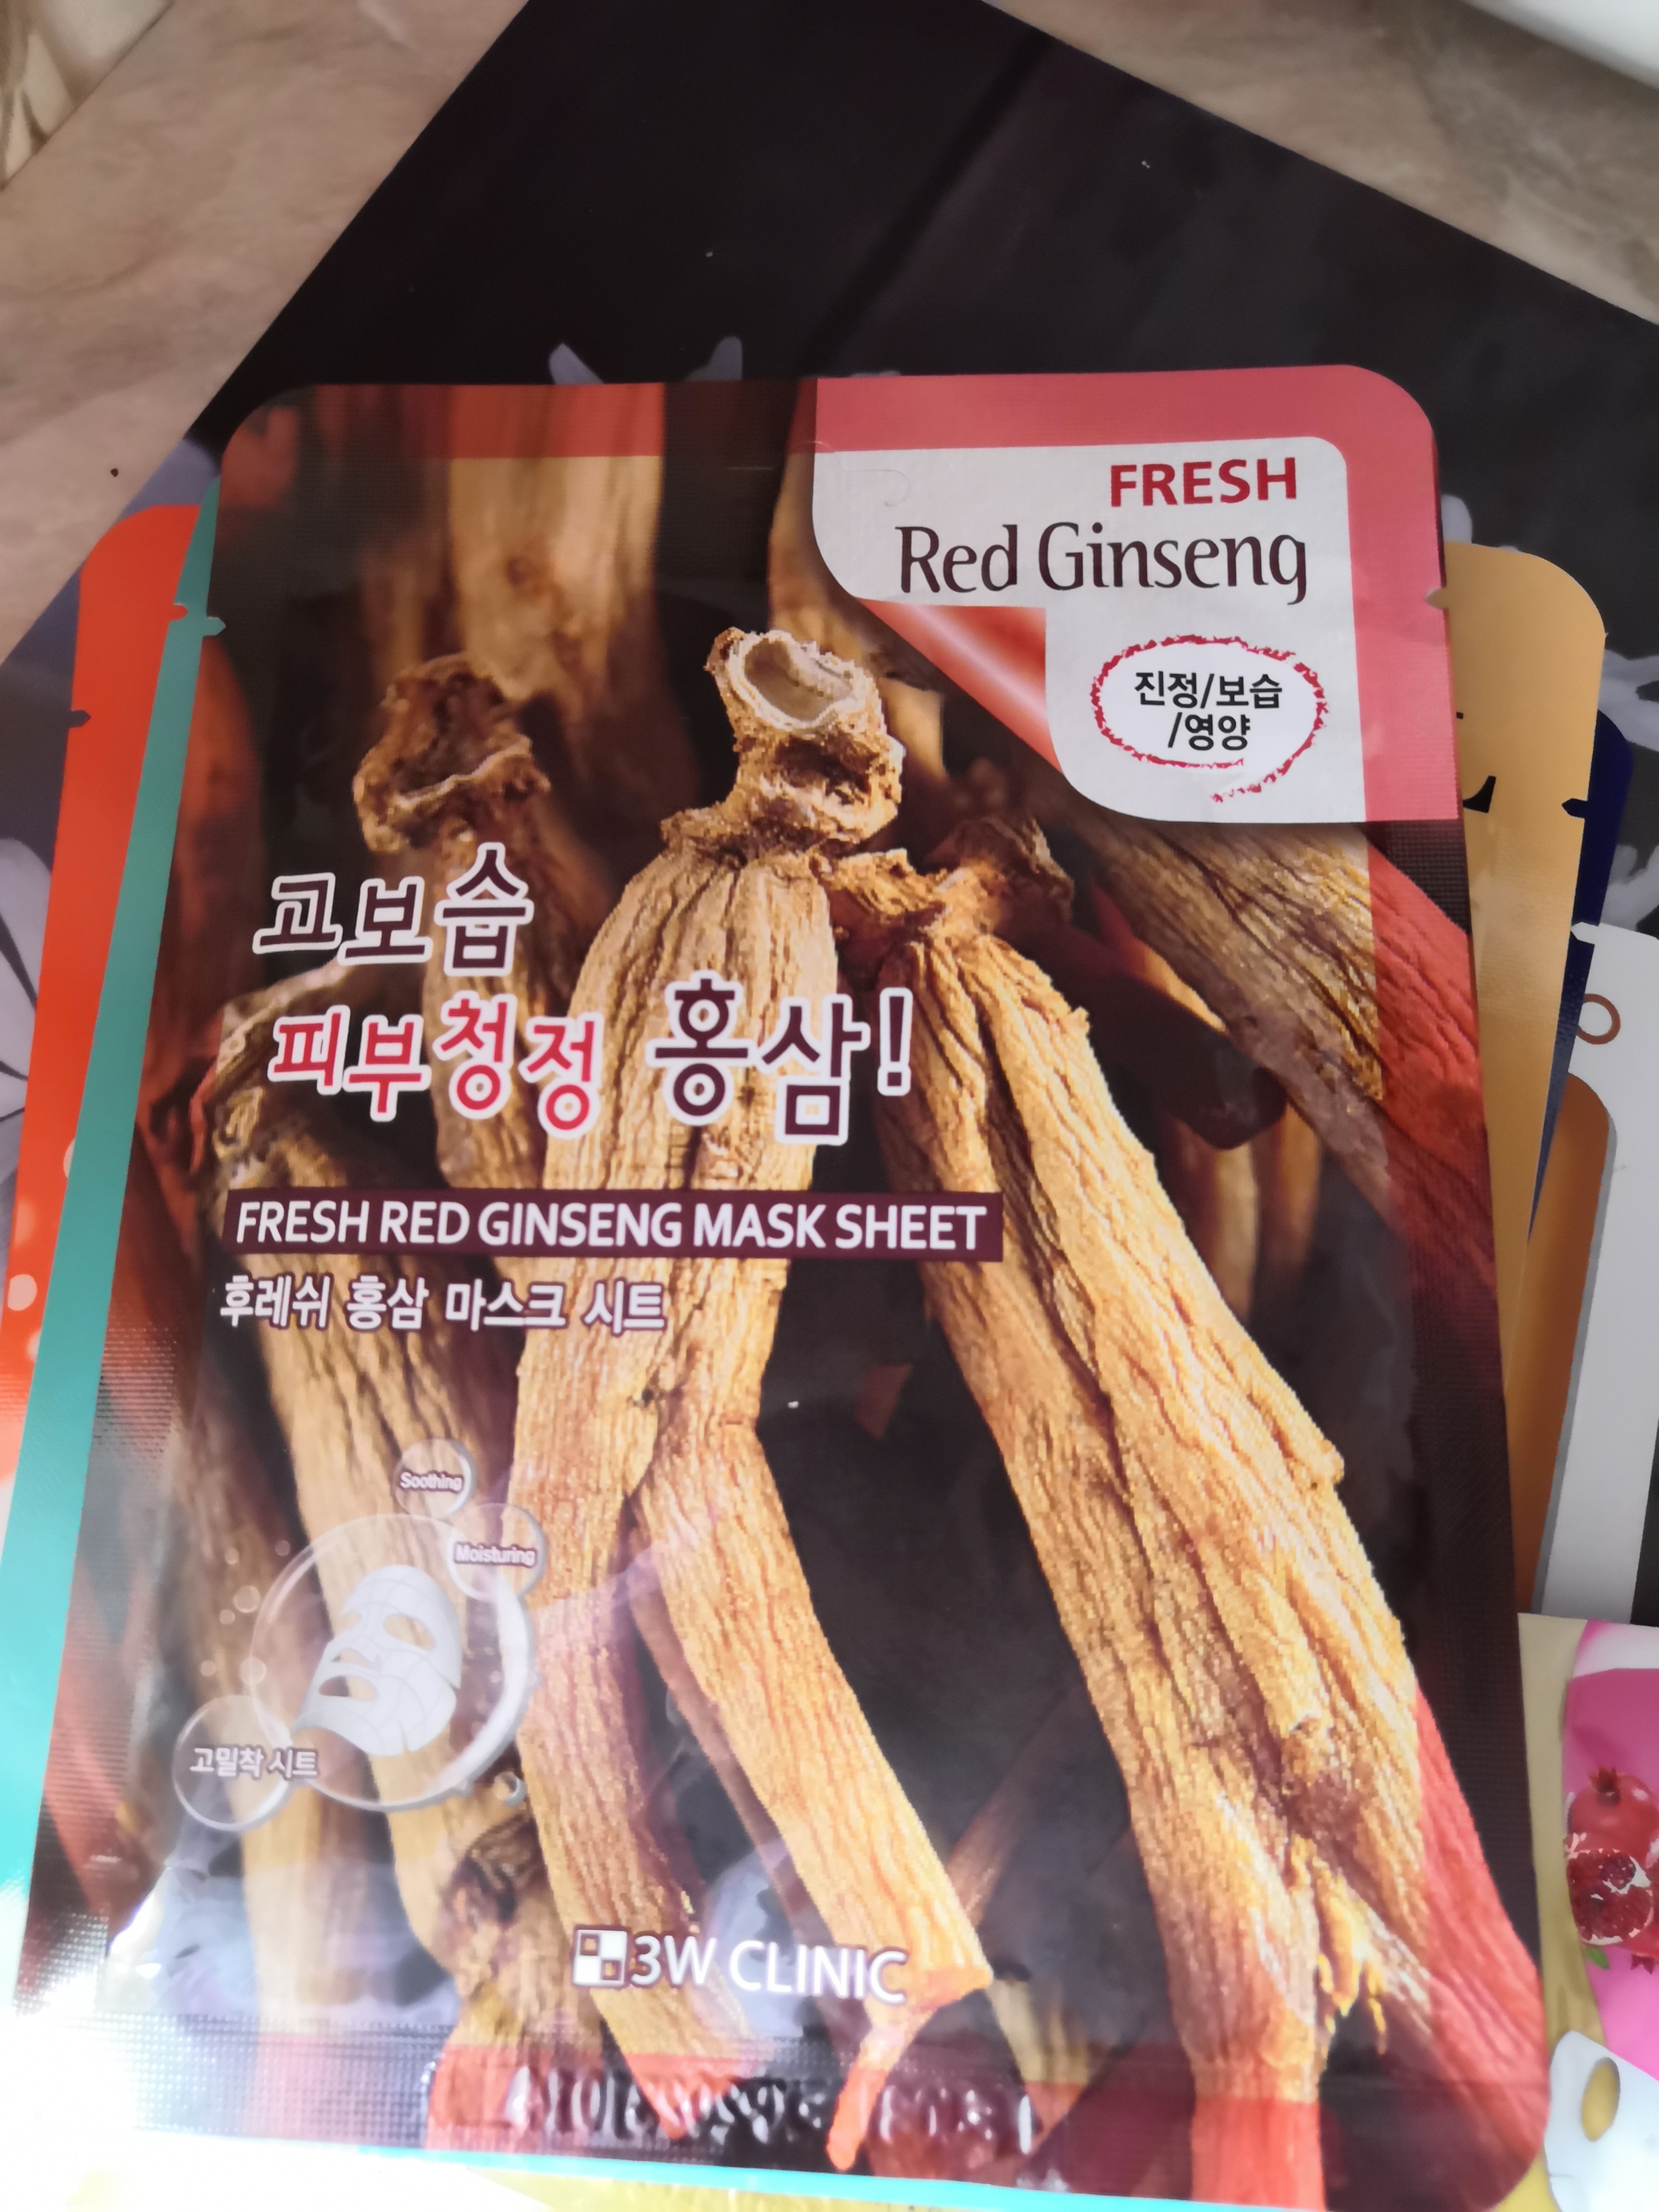 FRESH
Red Ginseng
진정/보습
/영양
고보습
피부청정 홍삼!
FRESH RED GINSENG MASK SHEET
후레쉬 홍삼 마스크 시트
Soothing
Moisturing
고밀착 시트
3W CLINIC